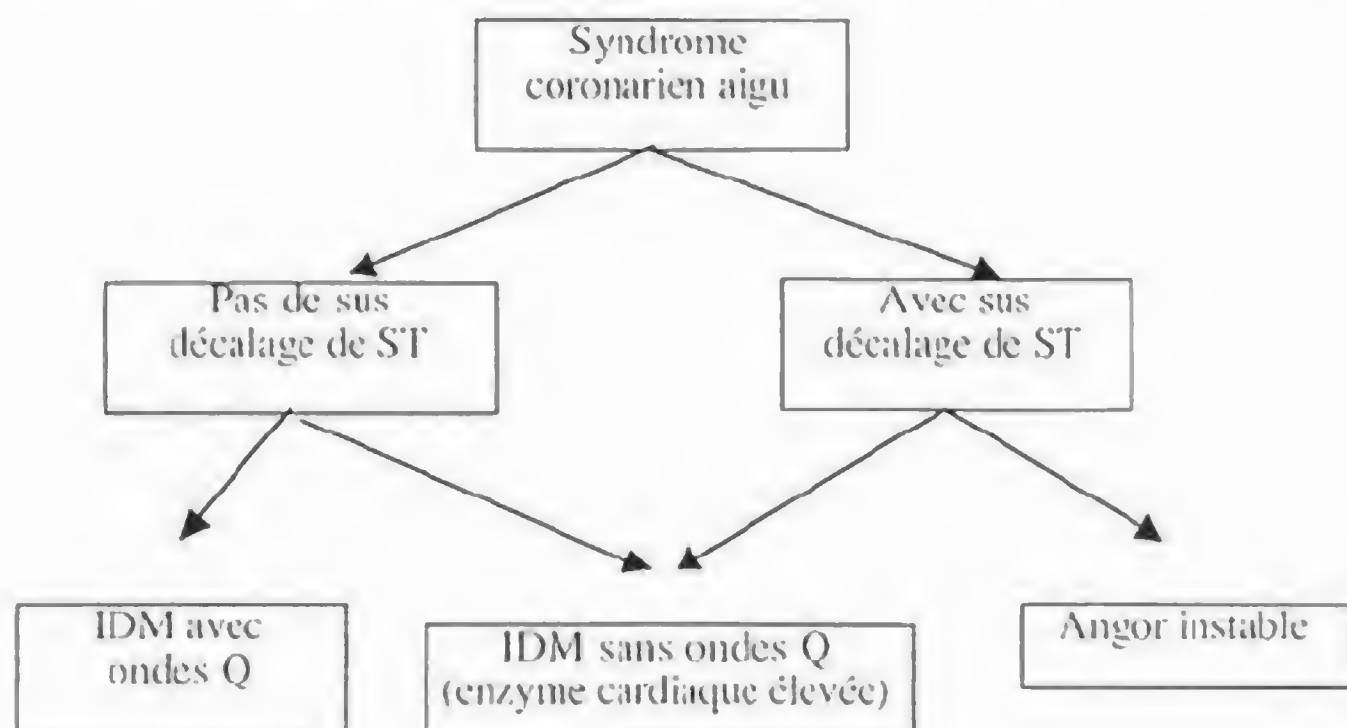 Syndrome
coronarien aigu
Pas de sus
décalage de ST
Avec sus
décalage de ST
IDM avec
ondes Q
IDM sans ondes Q
(enzyme cardiaque élevée)
Angor instable